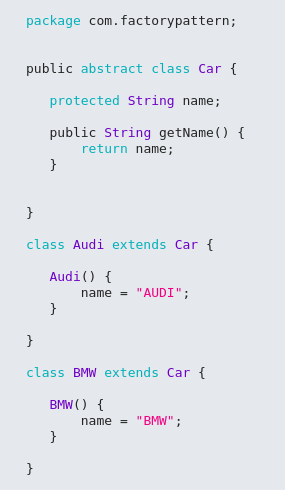 package com.factorypattern;
public abstract class Car {
protected String name;
public String getName() {
return name;
}
}
class Audi extends Car {
Audi() {
name = "AUDI";
}
}
class BMW extends Car {
BMW() {
name = "BMW";
}
}